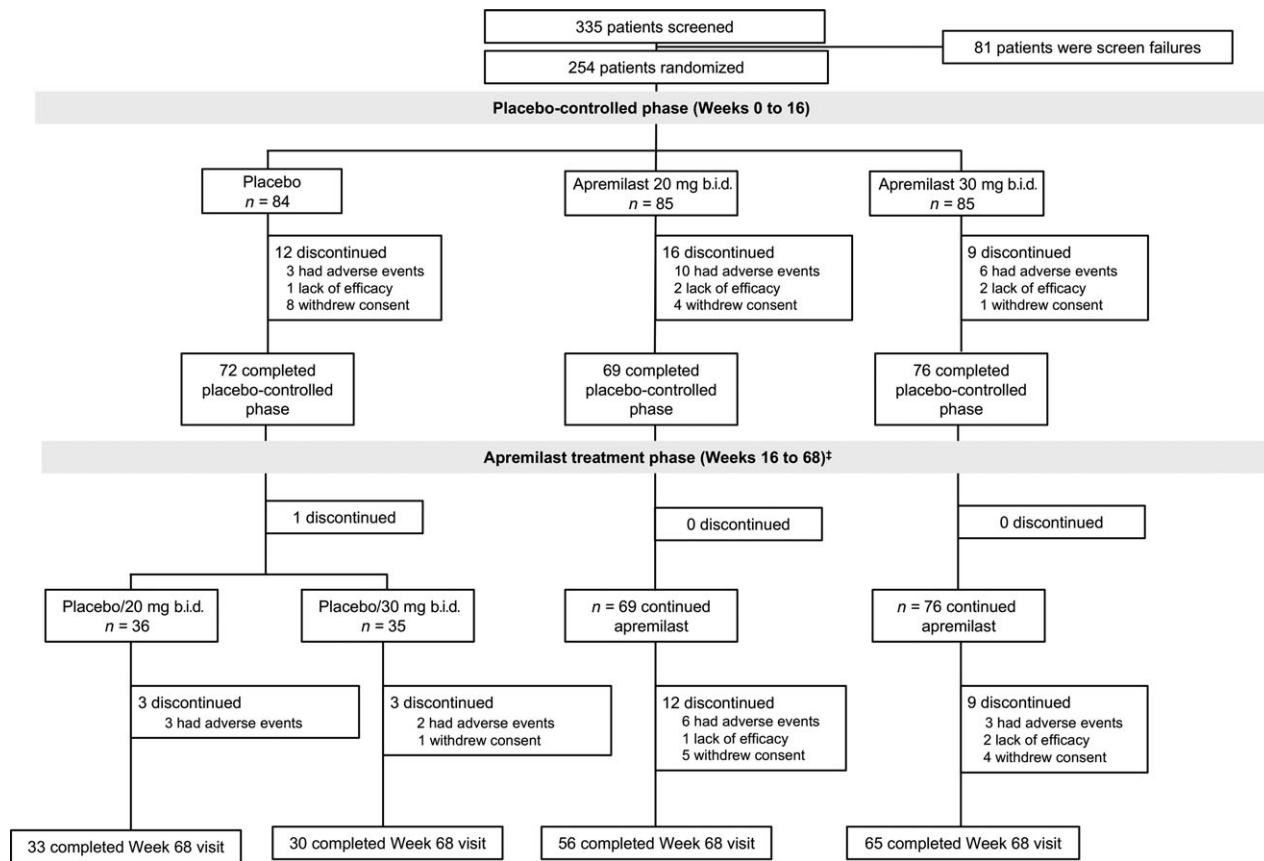 335 patients screened
81 patients were screen failures
254 patients randomized
Placebo-controlled phase (Weeks 0 to 16)
Placebo
n = 84
Apremilast 20 mg b.i.d.
n = 85
Apremilast 30 mg b.i.d.
n = 85
12 discontinued
3 had adverse events
1 lack of efficacy
8 withdrew consent
16 discontinued
10 had adverse events
2 lack of efficacy
4 withdrew consent
9 discontinued
6 had adverse events
2 lack of efficacy
1 withdrew consent
72 completed
placebo-controlled
phase
69 completed
placebo-controlled
phase
76 completed
placebo-controlled
phase
Apremilast treatment phase (Weeks 16 to 68)‡
1 discontinued
0 discontinued
0 discontinued
Placebo/20 mg b.i.d.
n = 36
Placebo/30 mg b.i.d.
n = 35
n = 69 continued
apremilast
n = 76 continued
apremilast
3 discontinued
3 had adverse events
3 discontinued
2 had adverse events
1 withdrew consent
12 discontinued
6 had adverse events
1 lack of efficacy
5 withdrew consent
9 discontinued
3 had adverse events
2 lack of efficacy
4 withdrew consent
33 completed Week 68 visit
30 completed Week 68 visit
56 completed Week 68 visit
65 completed Week 68 visit